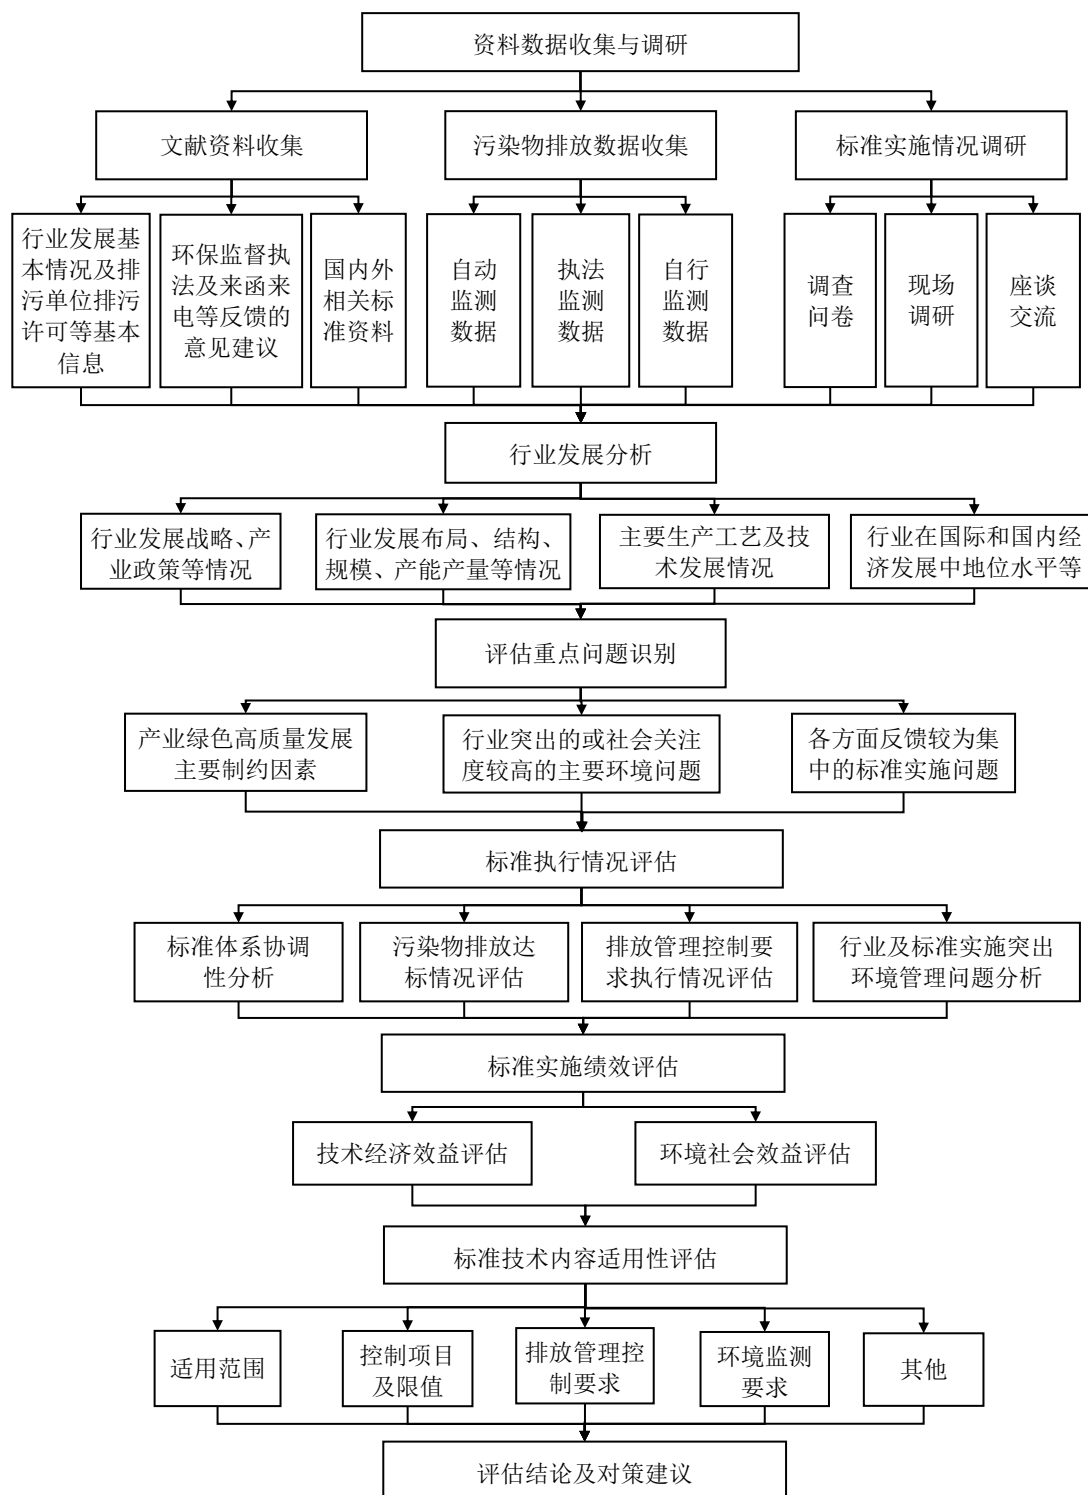 资料数据收集与调研
文献资料收集
污染物排放数据收集
标准实施情况调研
行业发展基
本情况及排
污单位排污
许可等基本
信息
环保监督执
法及来函来
电等反馈的
意见建议
国内外
相关标
准资料
自动
监测
数据
执法
监测
数据
自行
监测
数据
调查
问卷
现场
调研
座谈
交流
行业发展分析
行业发展战略、产
业政策等情况
行业发展布局、结构、
规模、产能产量等情况
主要生产工艺及技
术发展情况
行业在国际和国内经
济发展中地位水平等
评估重点问题识别
产业绿色高质量发展
主要制约因素
行业突出的或社会关注
度较高的主要环境问题
各方面反馈较为集
中的标准实施问题
标准执行情况评估
标准体系协调
性分析
污染物排放达
标情况评估
排放管理控制要
求执行情况评估
行业及标准实施突出
环境管理问题分析
标准实施绩效评估
技术经济效益评估
环境社会效益评估
标准技术内容适用性评估
适用范围
控制项目
及限值
排放管理控
制要求
环境监测
要求
其他
评估结论及对策建议